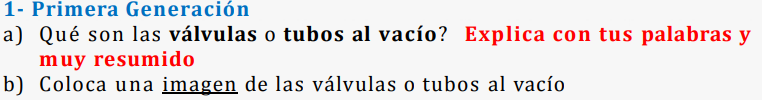 1- Primera Generación
a) Qué son las válvulas o tubos al vacío? Explica con tus palabras y
muy resumido
b) Coloca una imagen de las válvulas o tubos al vacío